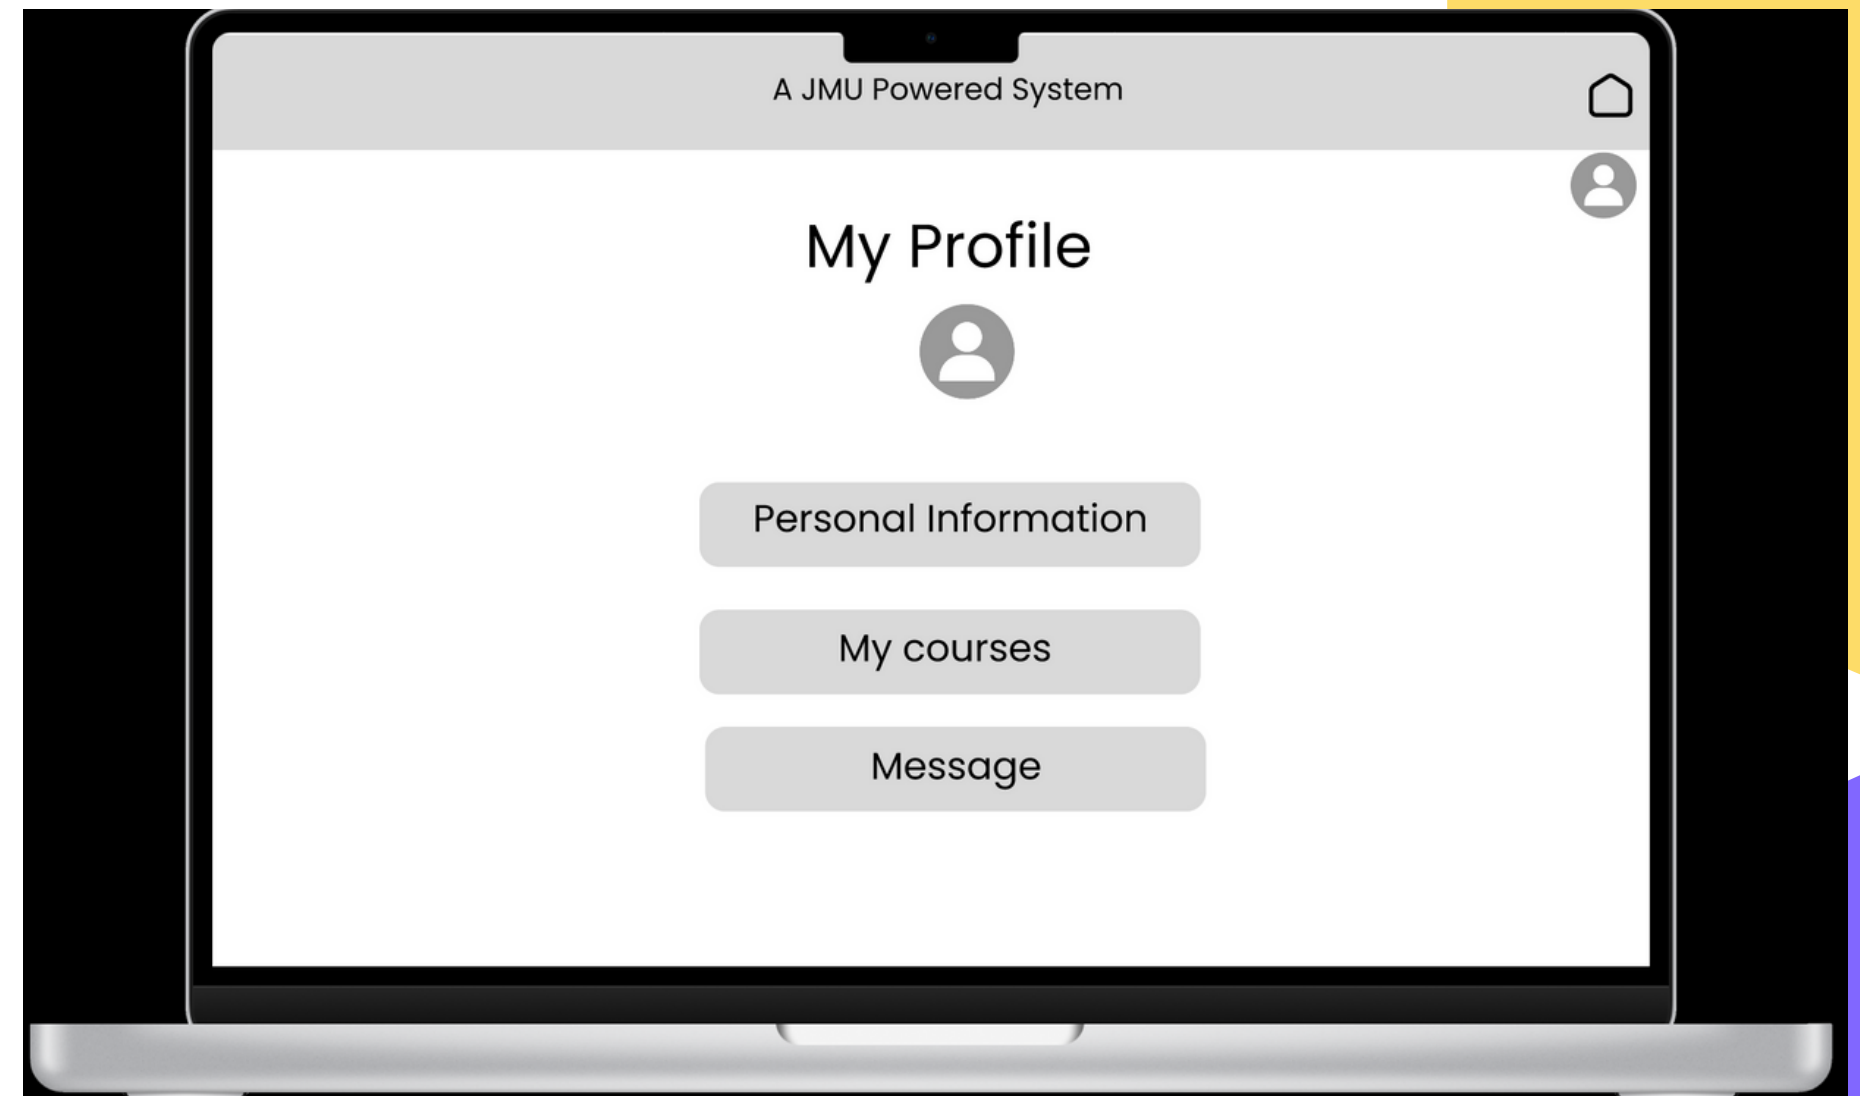 A JMU Powered System
My Profile
Personal Information
My courses
Message